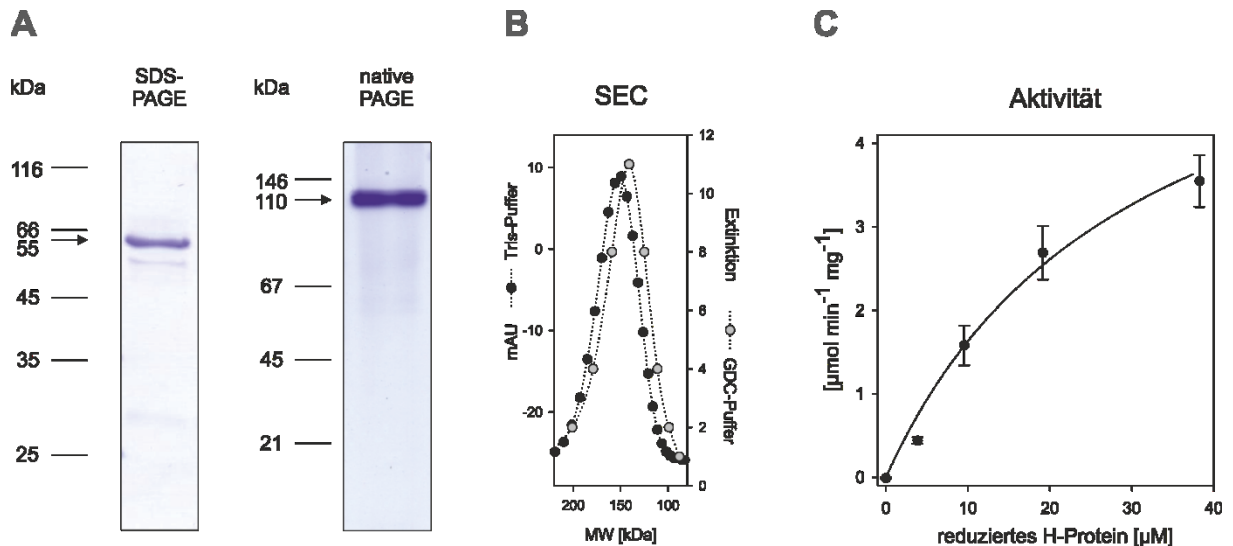 A
kDa
SDS-
PAGE
116
66
55
45
35
25
kDa
native
PAGE
146
110
67
45
21
B
SEC
mAU
Tris-Puffer
10
0
-10
-20
12
10
8
6
4
2
0
Extinktion
GDC-Puffer
200
150
100
MW [kDa]
C
Aktivität
[µmol min⁻¹ mg⁻¹]
4
3
2
1
0
0
10
20
30
40
reduziertes H-Protein [µM]